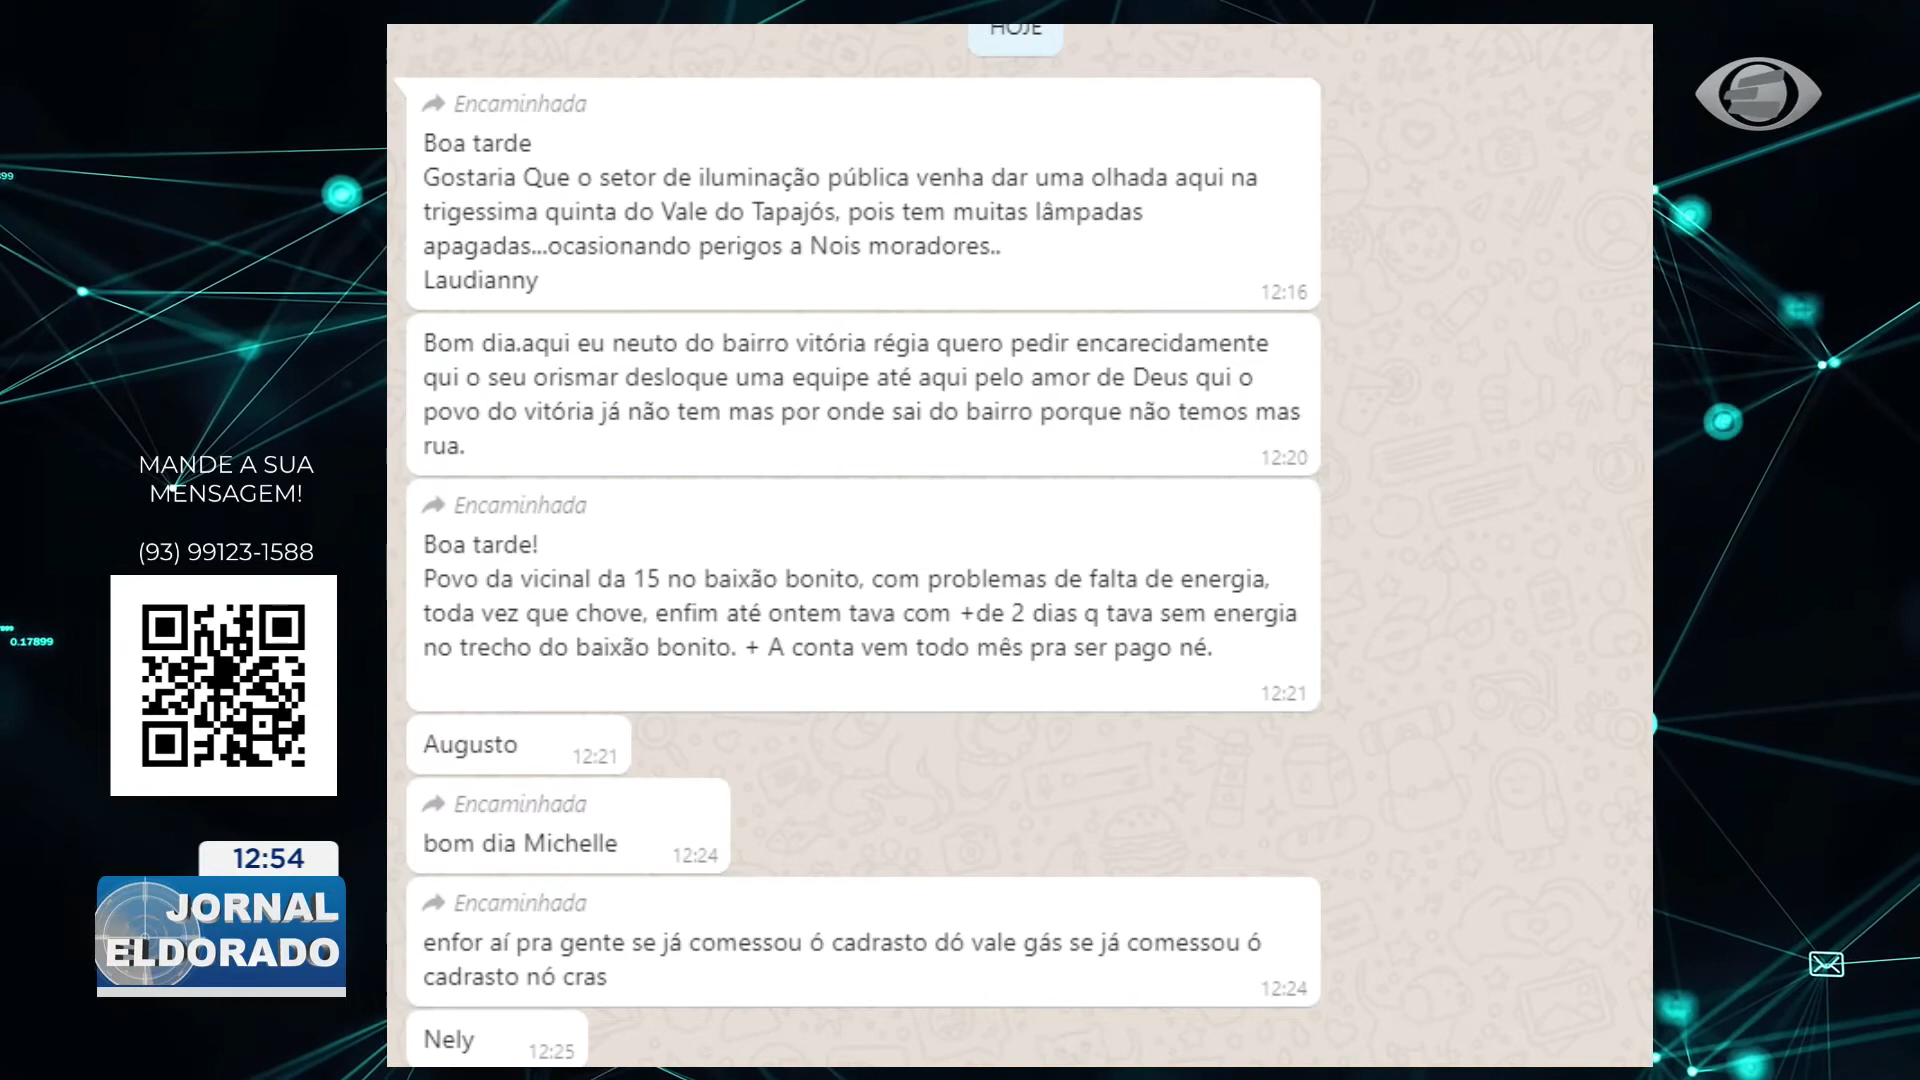 HOJE
Encaminhada
Boa tarde
Gostaria Que o setor de iluminação pública venha dar uma olhada aqui na
trigessima quinta do Vale do Tapajós, pois tem muitas lâmpadas
apagadas...ocasionando perigos a Nois moradores..
Laudianny
12:16
Bom dia.aqui eu neuto do bairro vitória régia quero pedir encarecidamente
qui o seu orismar desloque uma equipe até aqui pelo amor de Deus qui o
povo do vitória já não tem mas por onde sai do bairro porque não temos mas
rua.
12:20
Encaminhada
Boa tarde!
Povo da vicinal da 15 no baixão bonito, com problemas de falta de energia,
toda vez que chove, enfim até ontem tava com +de 2 dias q tava sem energia
no trecho do baixão bonito. + A conta vem todo mês pra ser pago né.
12:21
Augusto
12:21
Encaminhada
bom dia Michelle
12:24
Encaminhada
enfor aí pra gente se já comessou ó cadrasto dó vale gás se já comessou ó
cadrasto nó cras
12:24
Nely
12:25
MANDE A SUA
MENSAGEM!
(93) 99123-1588
12:54
JORNAL
ELDORADO
0.17899